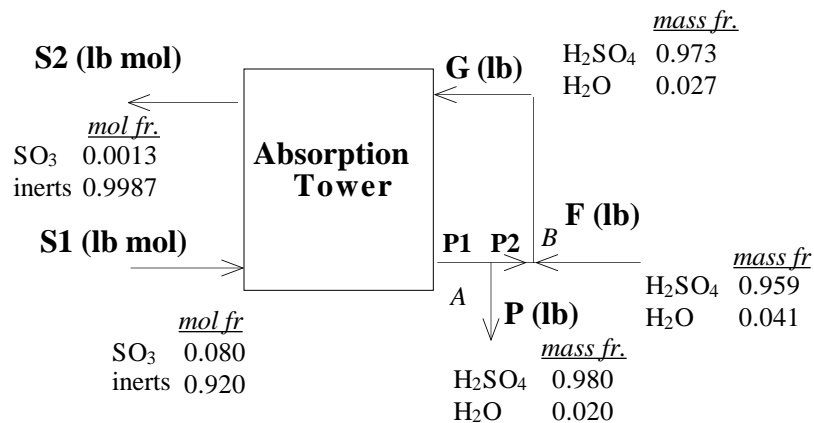 mass fr.
S2 (lb mol)
G (lb)
H₂SO₄ 0.973
H₂O 0.027
mol fr.
SO₃ 0.0013
inerts 0.9987
Absorption
Tower
S1 (lb mol)
P1 P2 B
F (lb)
mass fr
H₂SO₄ 0.959
H₂O 0.041
A
P (lb)
mol fr
SO₃ 0.080
inerts 0.920
mass fr.
H₂SO₄ 0.980
H₂O 0.020